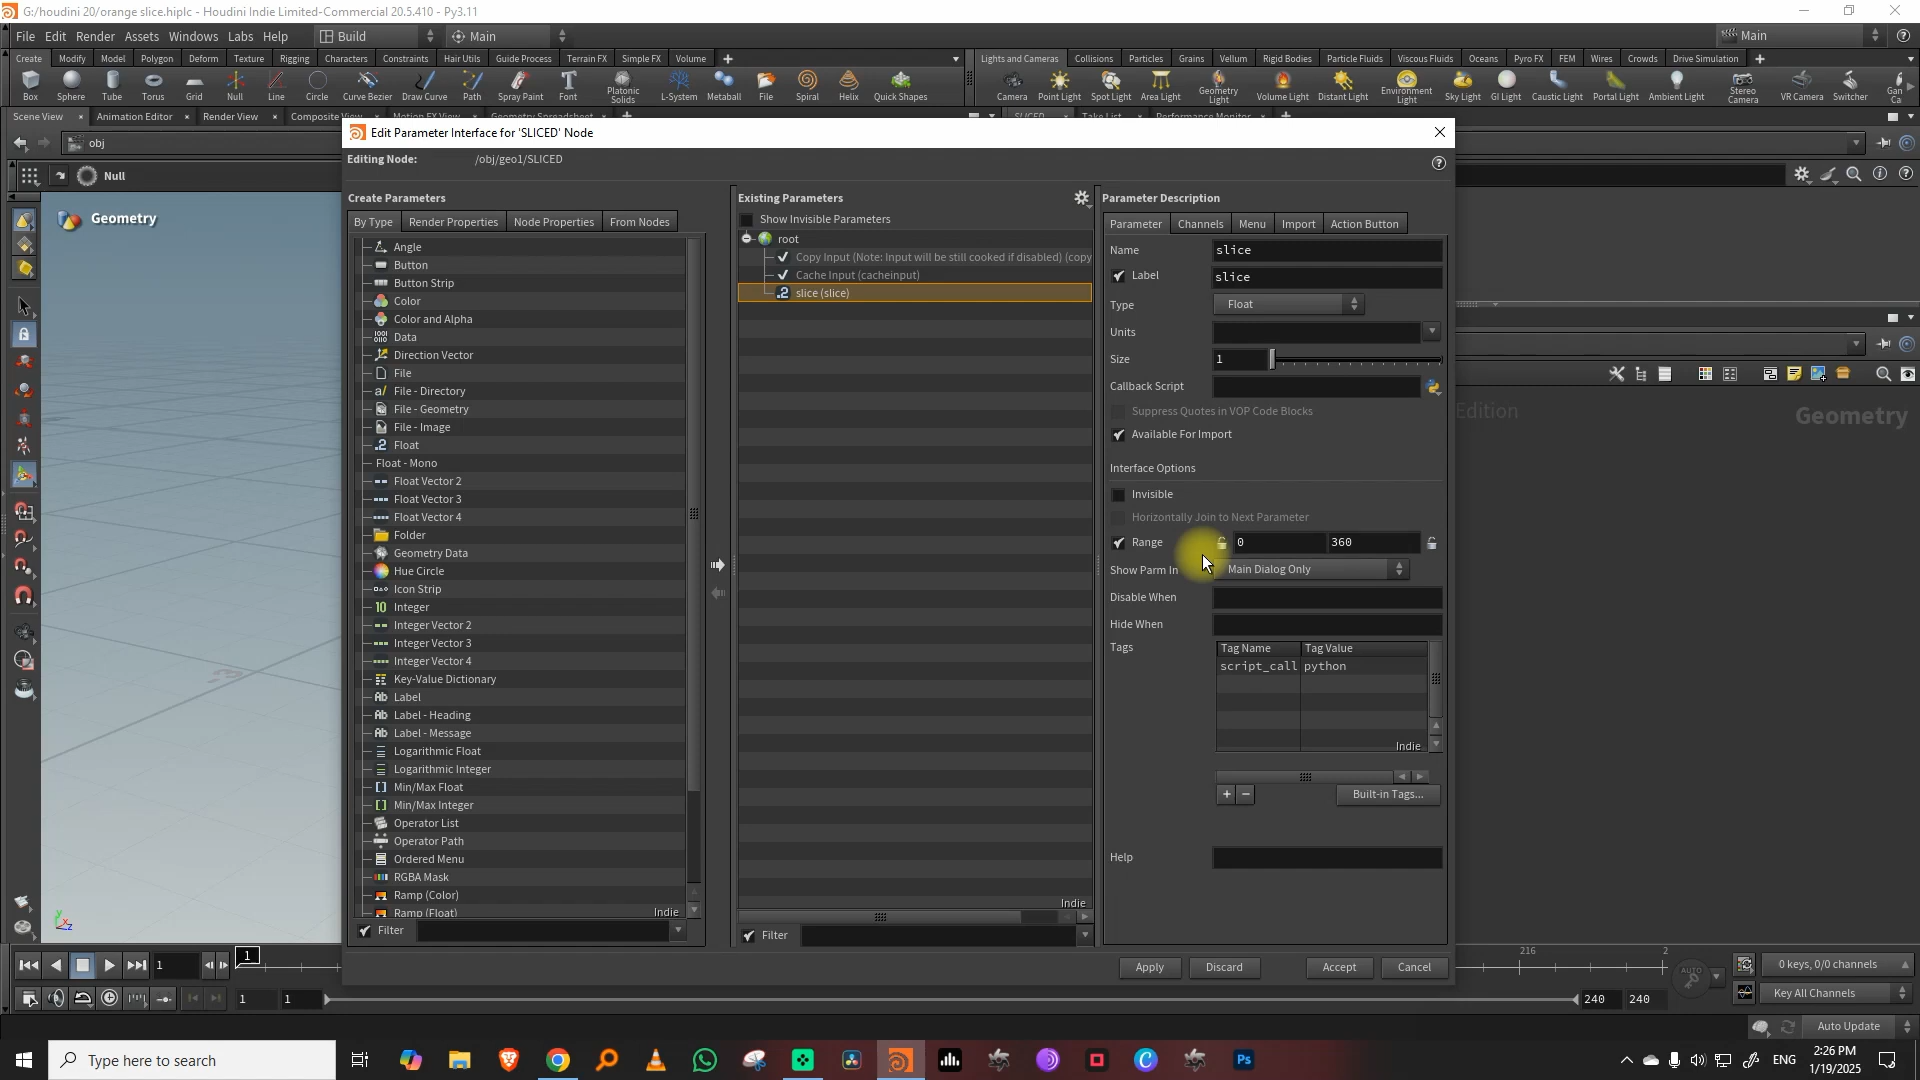 G:/houdini 20/orange slice.hiplc - Houdini Indie Limited-Commercial 20.5.410 - Py3.11
File Edit Render Assets Windows Labs Help Build Main Main
Create Modify Model Polygon Deform Texture Rigging Characters Constraints Hair Utils Guide Process Terrain FX Simple FX Volume
Lights and Cameras Collisions Particles Grains Vellum Rigid Bodies Particle Fluids Viscous Fluids Oceans Pyro FX FEM Wires Crowds Drive Simulation
Box Sphere Tube Torus Grid Null Line Circle Curve Bezier Draw Curve Path Spray Paint Font Platonic Solids L-System Metaball File Spiral Helix Quick Shapes
Camera Point Light Spot Light Area Light Geometry Light Volume Light Distant Light Environment Light Sky Light GI Light Caustic Light Portal Light Ambient Light Stereo Camera VR Camera Switcher
Scene View Animation Editor Render View
obj
Null
Geometry
Edit Parameter Interface for 'SLICED' Node
Editing Node: /obj/geo1/SLICED
Create Parameters
By Type Render Properties Node Properties From Nodes
Angle
Button
Button Strip
Color
Color and Alpha
Data
Direction Vector
File
File - Directory
File - Geometry
File - Image
Float
Float - Mono
Float Vector 2
Float Vector 3
Float Vector 4
Folder
Geometry Data
Hue Circle
Icon Strip
Integer
Integer Vector 2
Integer Vector 3
Integer Vector 4
Key-Value Dictionary
Label
Label - Heading
Label - Message
Logarithmic Float
Logarithmic Integer
Min/Max Float
Min/Max Integer
Operator List
Operator Path
Ordered Menu
RGBA Mask
Ramp (Color)
Ramp (Float)
Indie
Filter
Existing Parameters
Show Invisible Parameters
root
Copy Input (Note: Input will be still cooked if disabled) (copy
Cache Input (cacheinput)
slice (slice)
Indie
Filter
Parameter Description
Parameter Channels Menu Import Action Button
Name slice
Label slice
Type Float
Units
Size 1
Callback Script
Suppress Quotes in VOP Code Blocks
Available For Import
Interface Options
Invisible
Horizontally Join to Next Parameter
Range 0 360
Show Parm In Main Dialog Only
Disable When
Hide When
Tags Tag Name Tag Value
script_call python
Indie
Built-in Tags...
Help
Apply Discard Accept Cancel
Edition
Geometry
1 1 216 2
0 keys, 0/0 channels
1 1 240 240
Key All Channels
AUTO
Auto Update
Type here to search
ENG
2:26 PM
1/19/2025